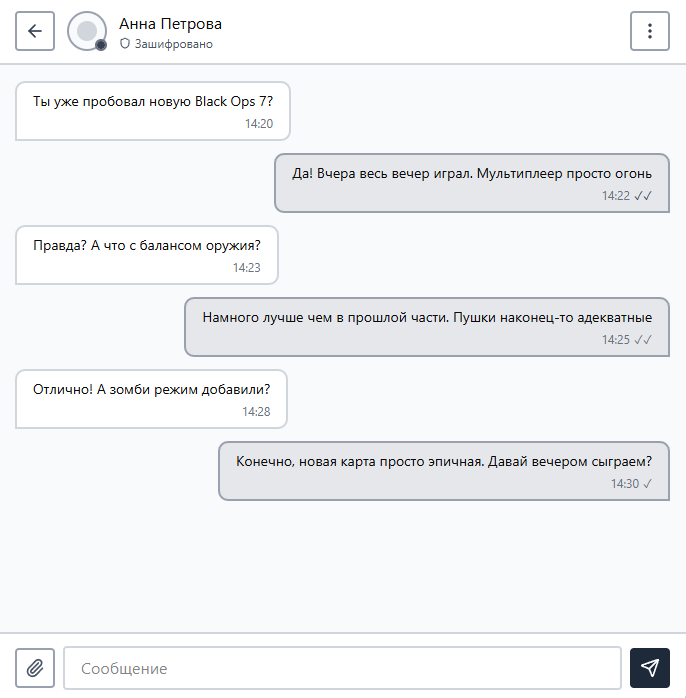 Анна Петрова
Зашифровано
Ты уже пробовал новую Black Ops 7?
14:20
Да! Вчера весь вечер играл. Мультиплеер просто огонь
14:22 ✓✓
Правда? А что с балансом оружия?
14:23
Намного лучше чем в прошлой части. Пушки наконец-то адекватные
14:25 ✓✓
Отлично! А зомби режим добавили?
14:28
Конечно, новая карта просто эпичная. Давай вечером сыграем?
14:30 ✓
Сообщение